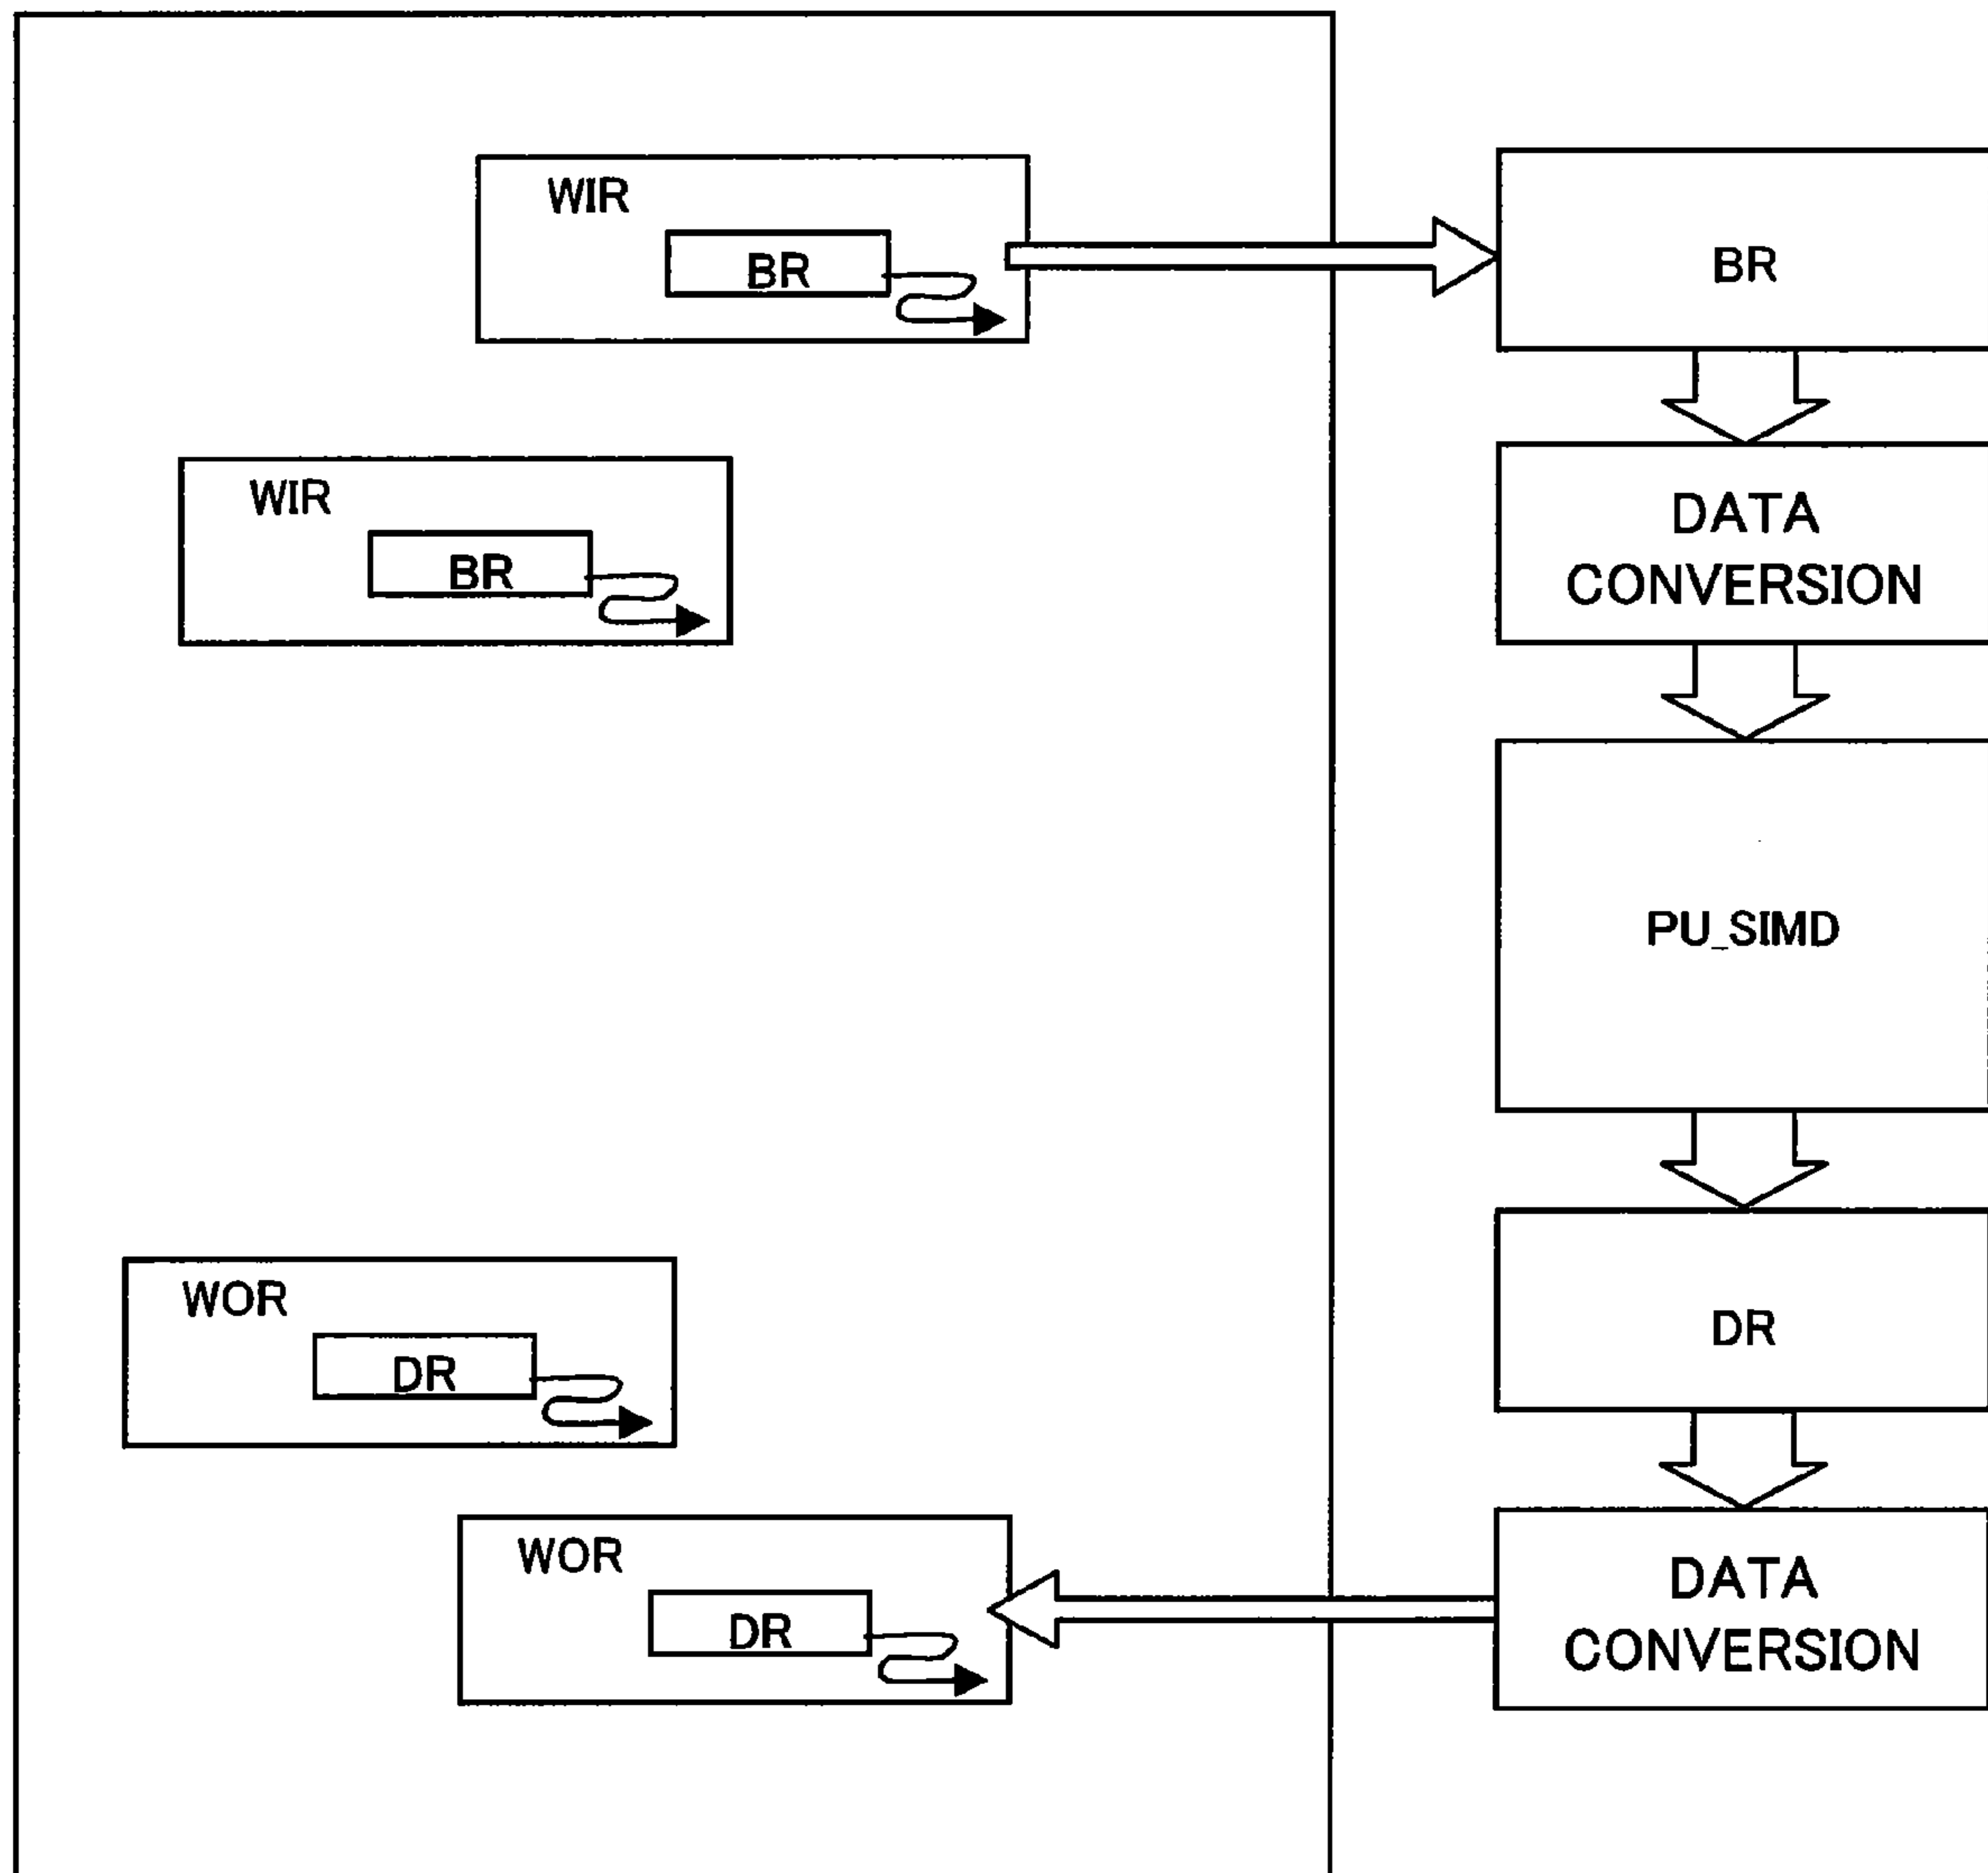 WIR
BR
BR
WIR
BR
DATA
CONVERSION
PU_SIMD
WOR
DR
DR
WOR
DR
DATA
CONVERSION